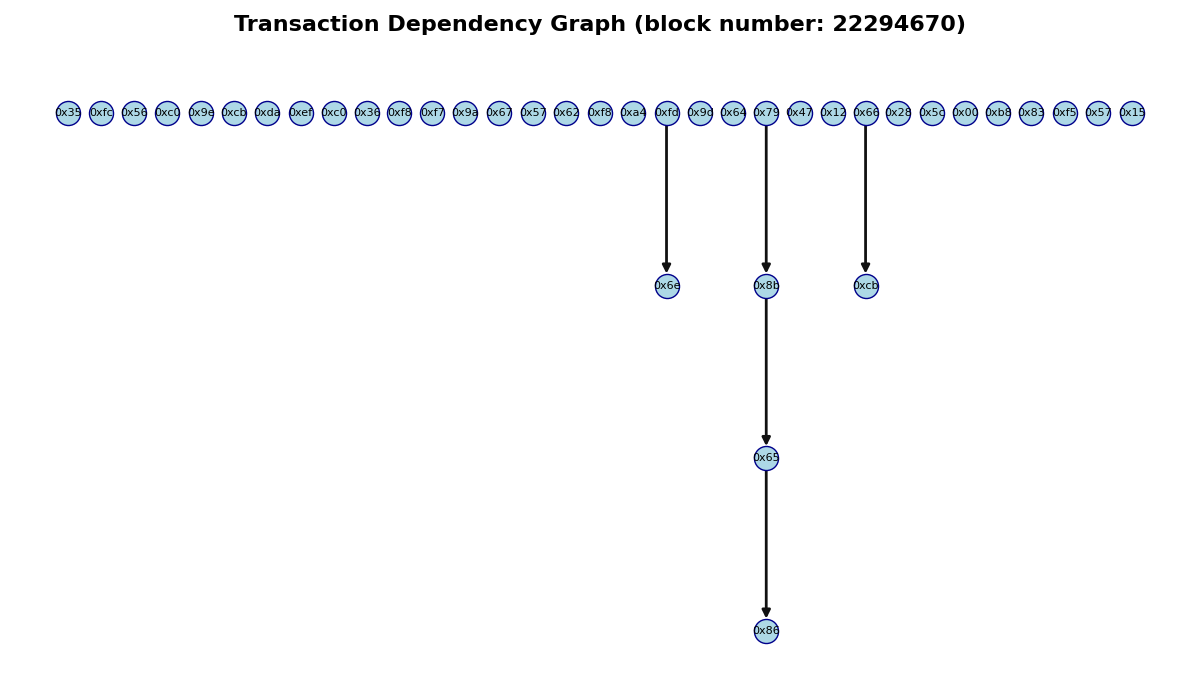 Transaction Dependency Graph (block number: 22294670)
0x35 0xfc 0x56 0xc0 0x9e 0xcb 0xda 0xef 0xc0 0x36 0xf8 0xf7 0x9a 0x67 0x57 0x62 0xf8 0xa4 0xfd 0x9d 0x64 0x79 0x47 0x12 0x66 0x28 0x5c 0x00 0xb8 0x83 0xf5 0x57 0x15
0x6e 0x8b 0xcb
0x65
0x86